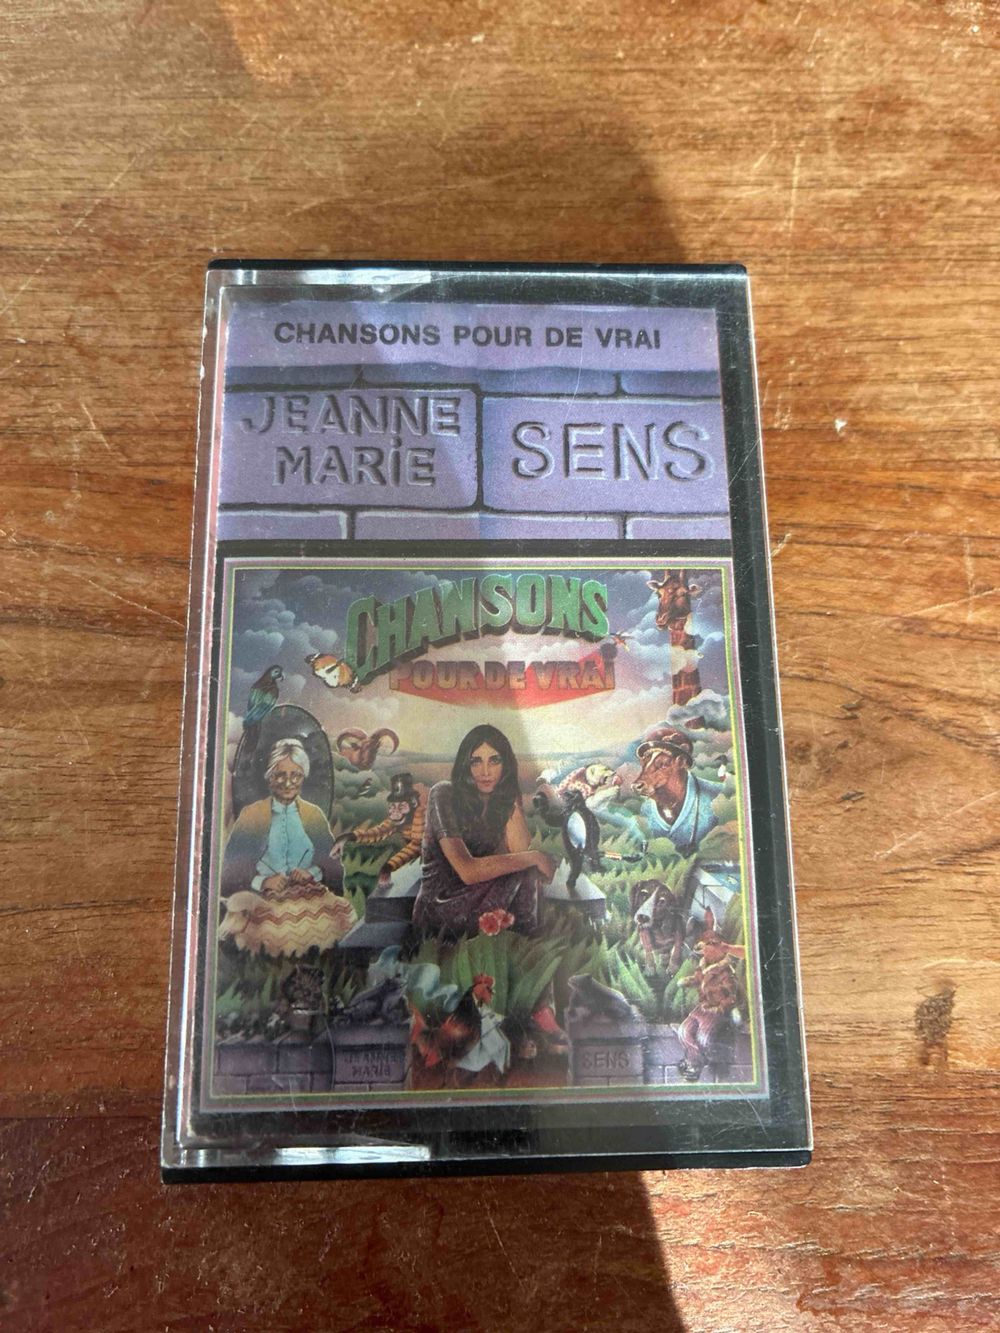 CHANSONS POUR DE VRAI
JEANNE
MARiE
SENS
CHANSONS
POUR DE VRAI
JEANNE
MARiE
SENS